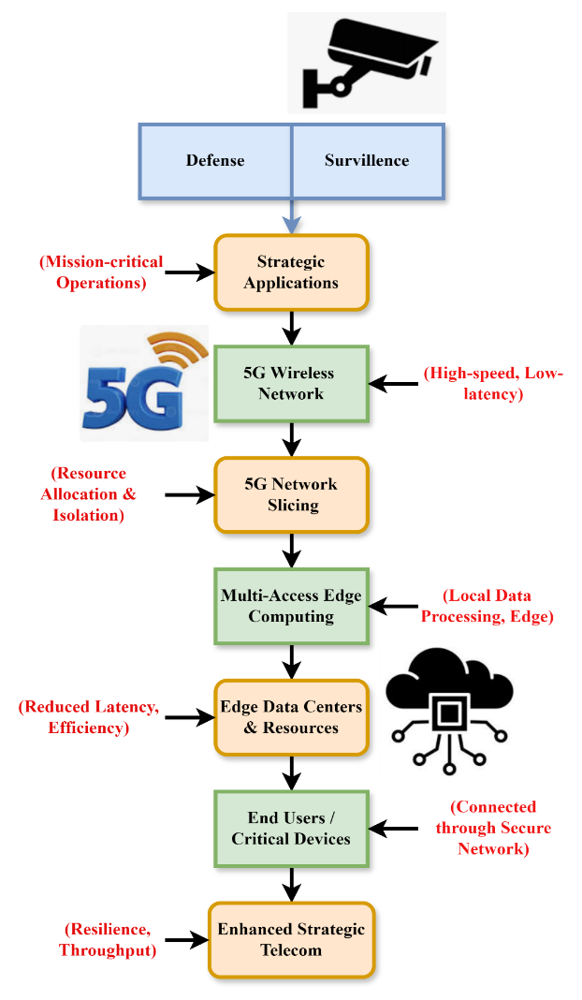 Defense
Survillence
(Mission-critical
Operations)
Strategic
Applications
5G
5G Wireless
Network
(High-speed, Low-
latency)
(Resource
Allocation &
Isolation)
5G Network
Slicing
Multi-Access Edge
Computing
(Local Data
Processing, Edge)
(Reduced Latency,
Efficiency)
Edge Data Centers
& Resources
End Users /
Critical Devices
(Connected
through Secure
Network)
(Resilience,
Throughput)
Enhanced Strategic
Telecom